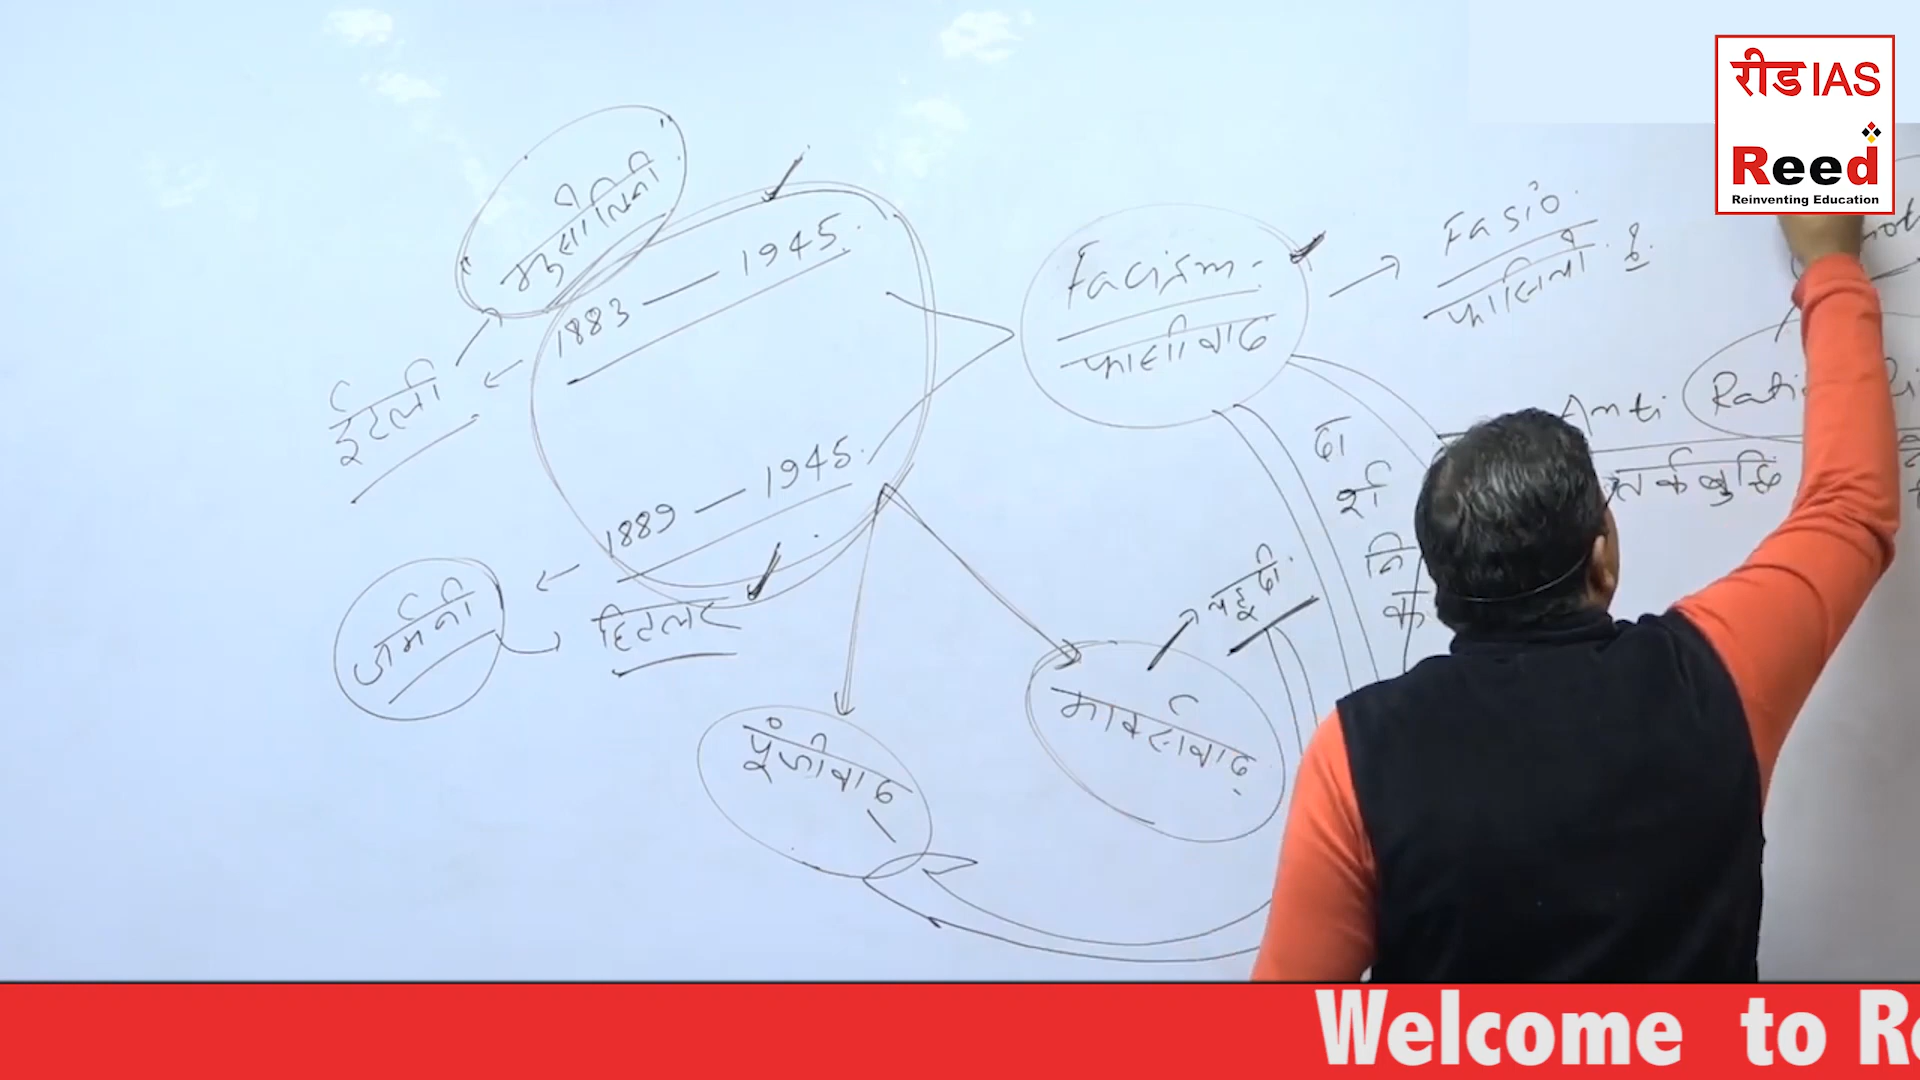 रीड IAS
Reed
Reinventing Education
मुसोलिनी
1883 — 1945.
ईटली
1889 — 1945.
जर्मनी
हिटलर
Facism.
फासीवाद
Fasio.
फासियो
Anti
तर्कबुद्धि
दा
र्श
नि
क
यहूदी.
मार्क्सवाद
पूंजीवाद
Welcome to